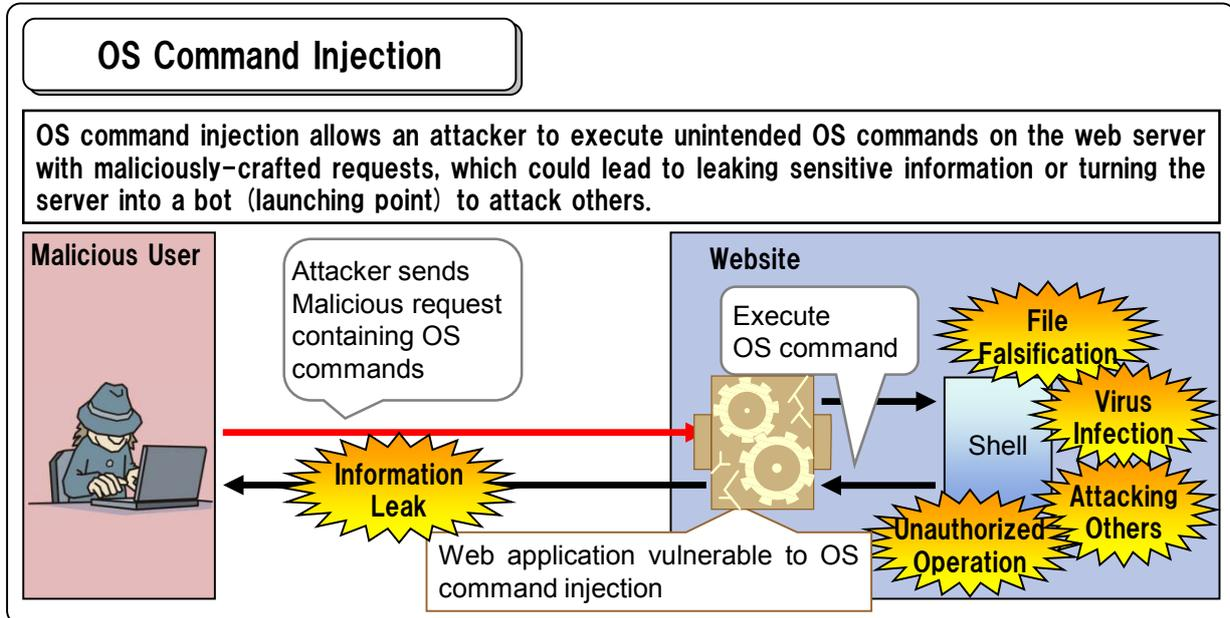 OS Command Injection
OS command injection allows an attacker to execute unintended OS commands on the web server
with maliciously-crafted requests, which could lead to leaking sensitive information or turning the
server into a bot (launching point) to attack others.
Malicious User
Attacker sends
Malicious request
containing OS
commands
Information
Leak
Website
Execute
OS command
Shell
File
Falsification
Virus
Infection
Attacking
Others
Unauthorized
Operation
Web application vulnerable to OS
command injection